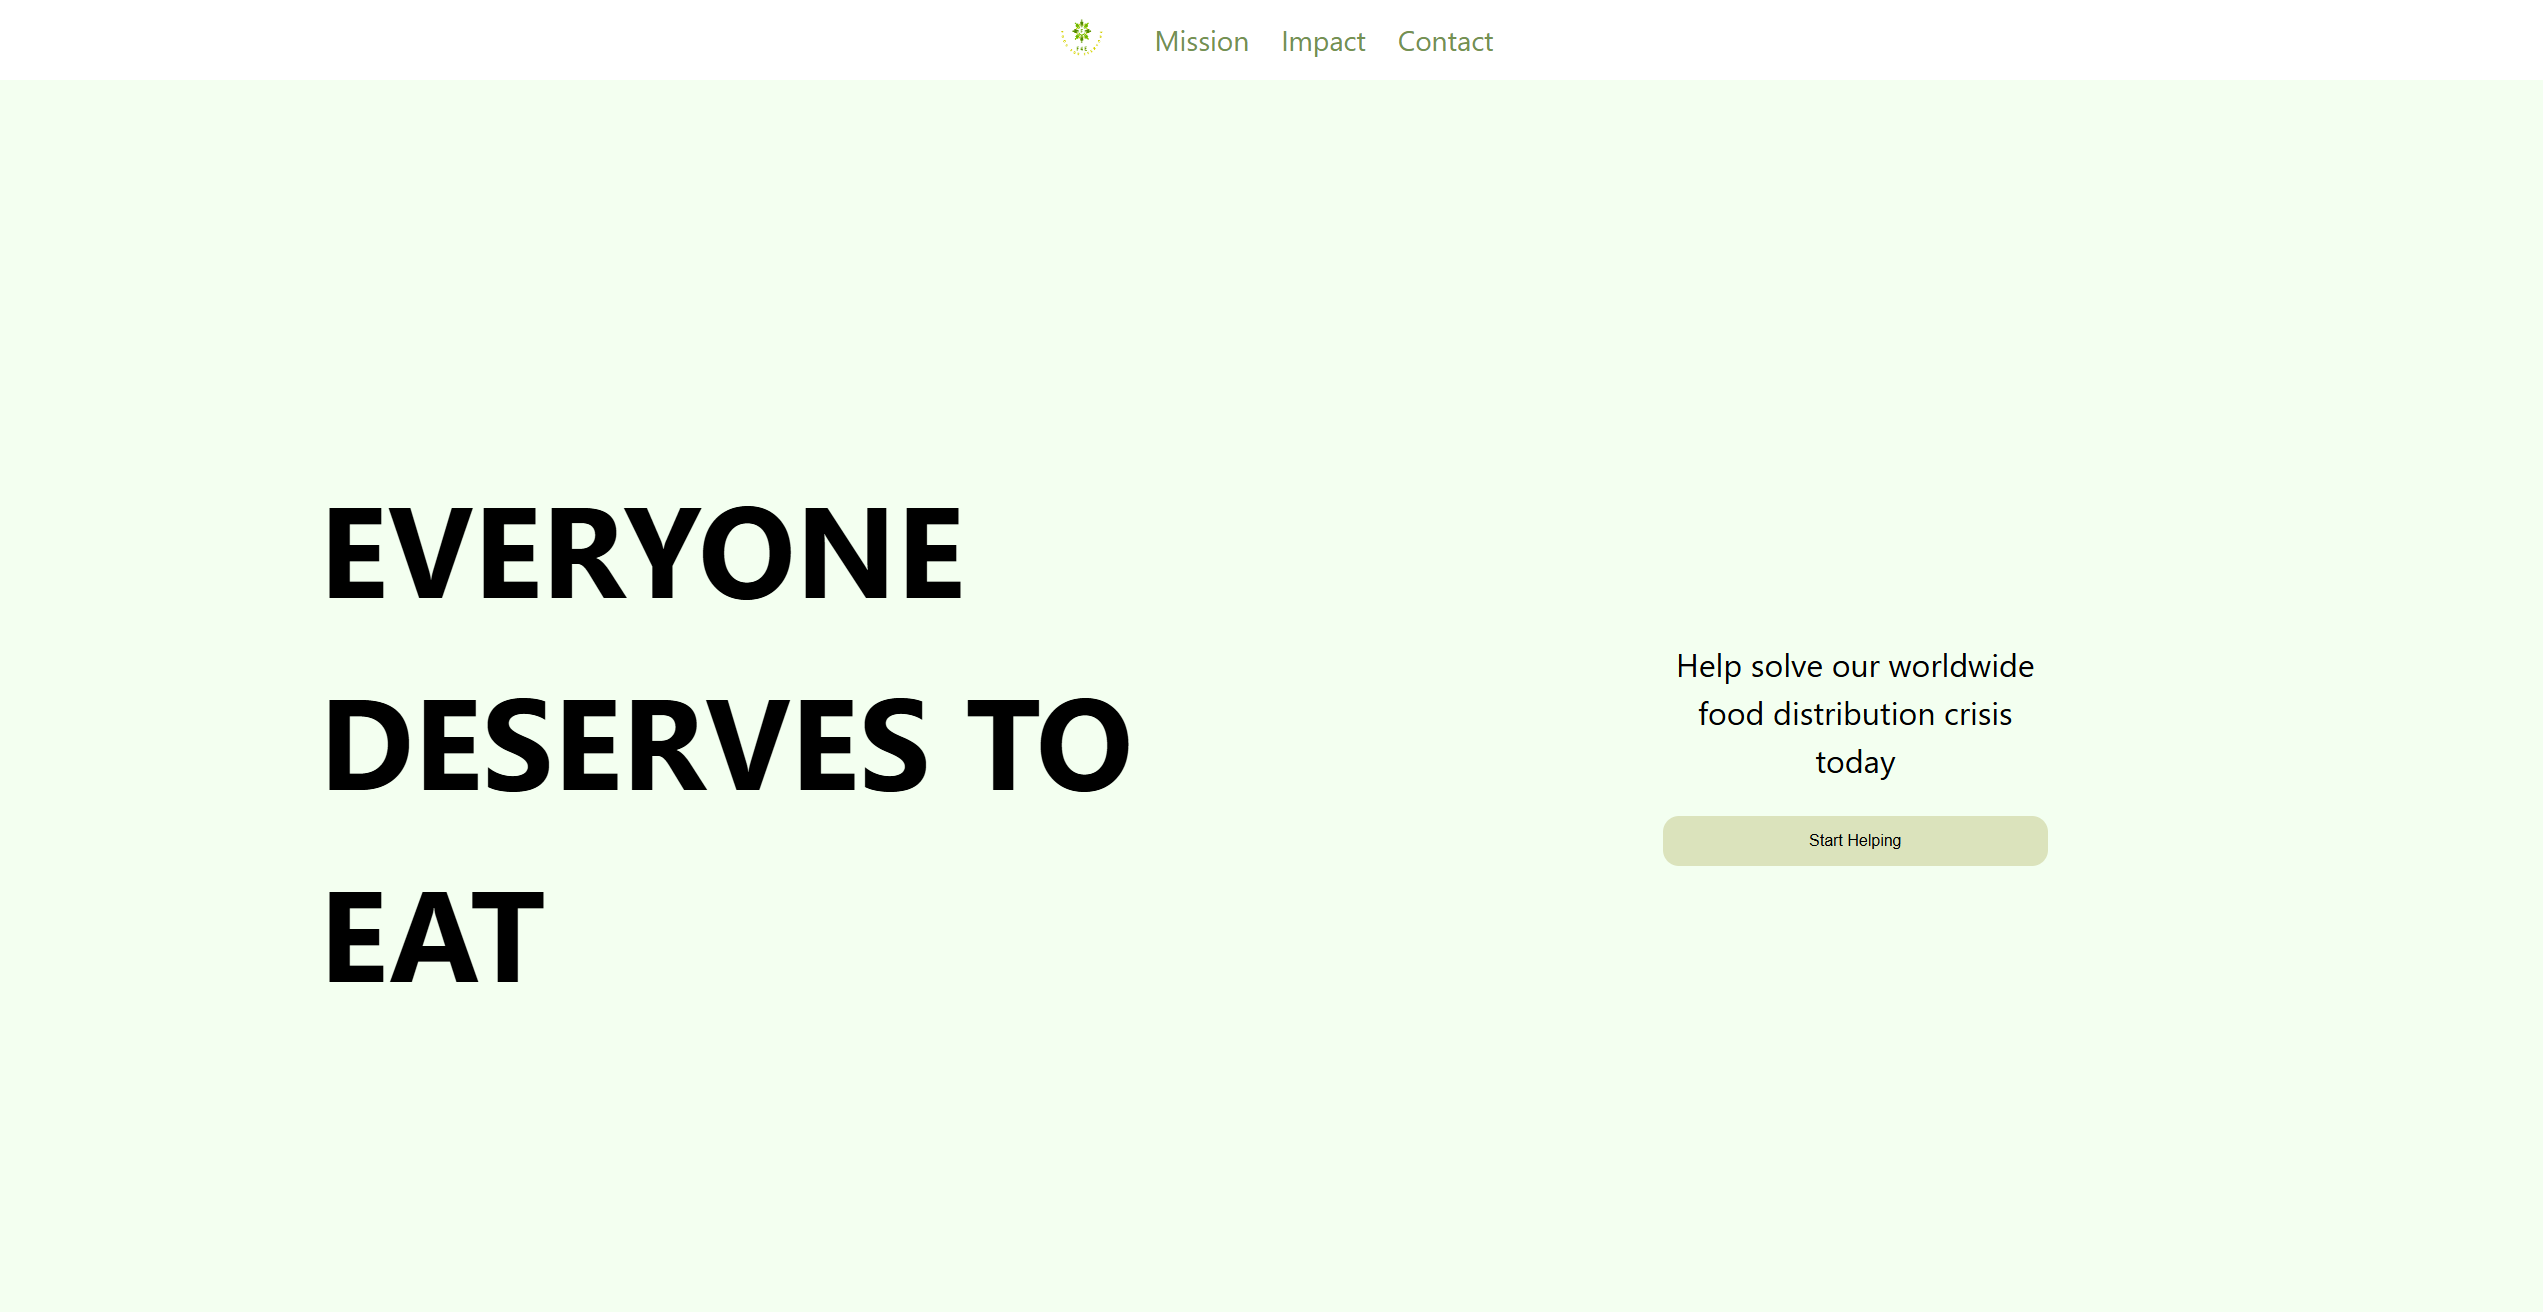 Mission Impact Contact
EVERYONE
DESERVES TO
EAT
Help solve our worldwide
food distribution crisis
today
Start Helping